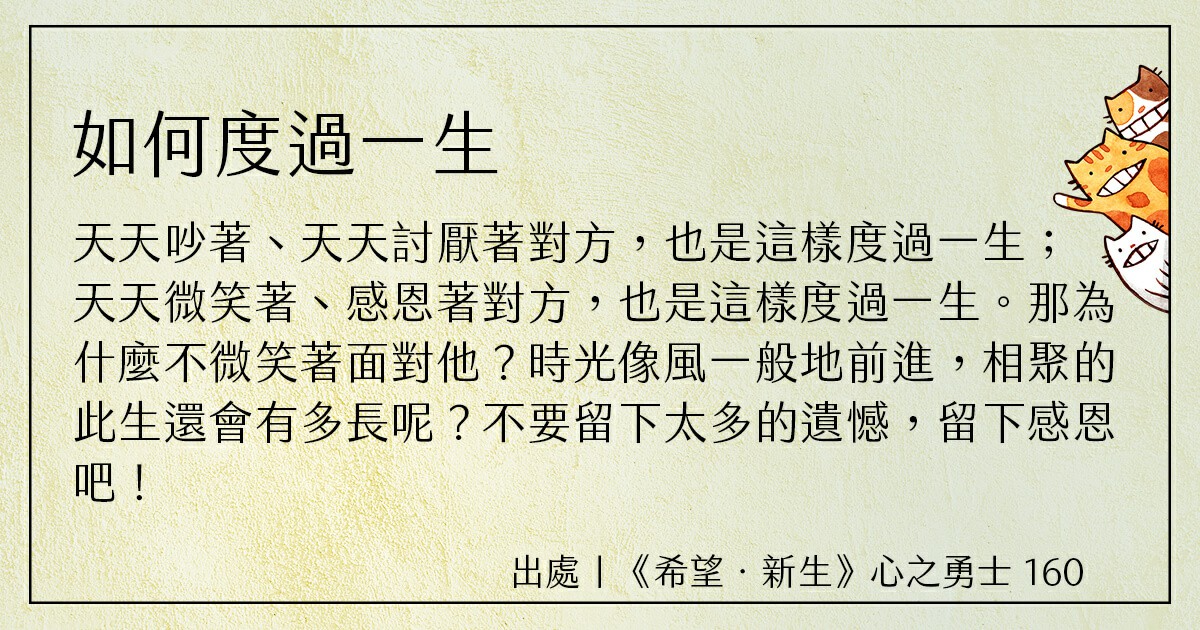 如何度過一生
天天吵著、天天討厭著對方，也是這樣度過一生；
天天微笑著、感恩著對方，也是這樣度過一生。那為
什麼不微笑著面對他？時光像風一般地前進，相聚的
此生還會有多長呢？不要留下太多的遺憾，留下感恩
吧！
出處｜《希望．新生》心之勇士 160